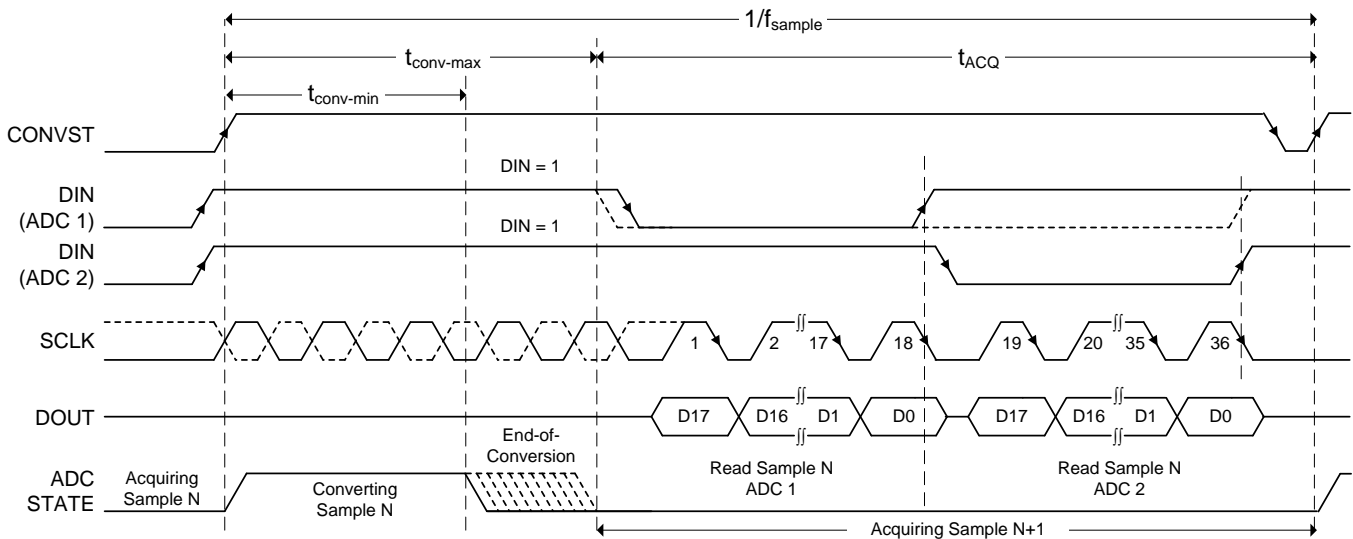 1/fsample
tconv-max
tACQ
tconv-min
CONVST
DIN = 1
DIN
(ADC 1)
DIN = 1
DIN
(ADC 2)
SCLK
1 2 17 18 19 20 35 36
DOUT
D17 D16 D1 D0 D17 D16 D1 D0
End-of-
Conversion
ADC
STATE
Acquiring
Sample N
Converting
Sample N
Read Sample N
ADC 1
Read Sample N
ADC 2
Acquiring Sample N+1